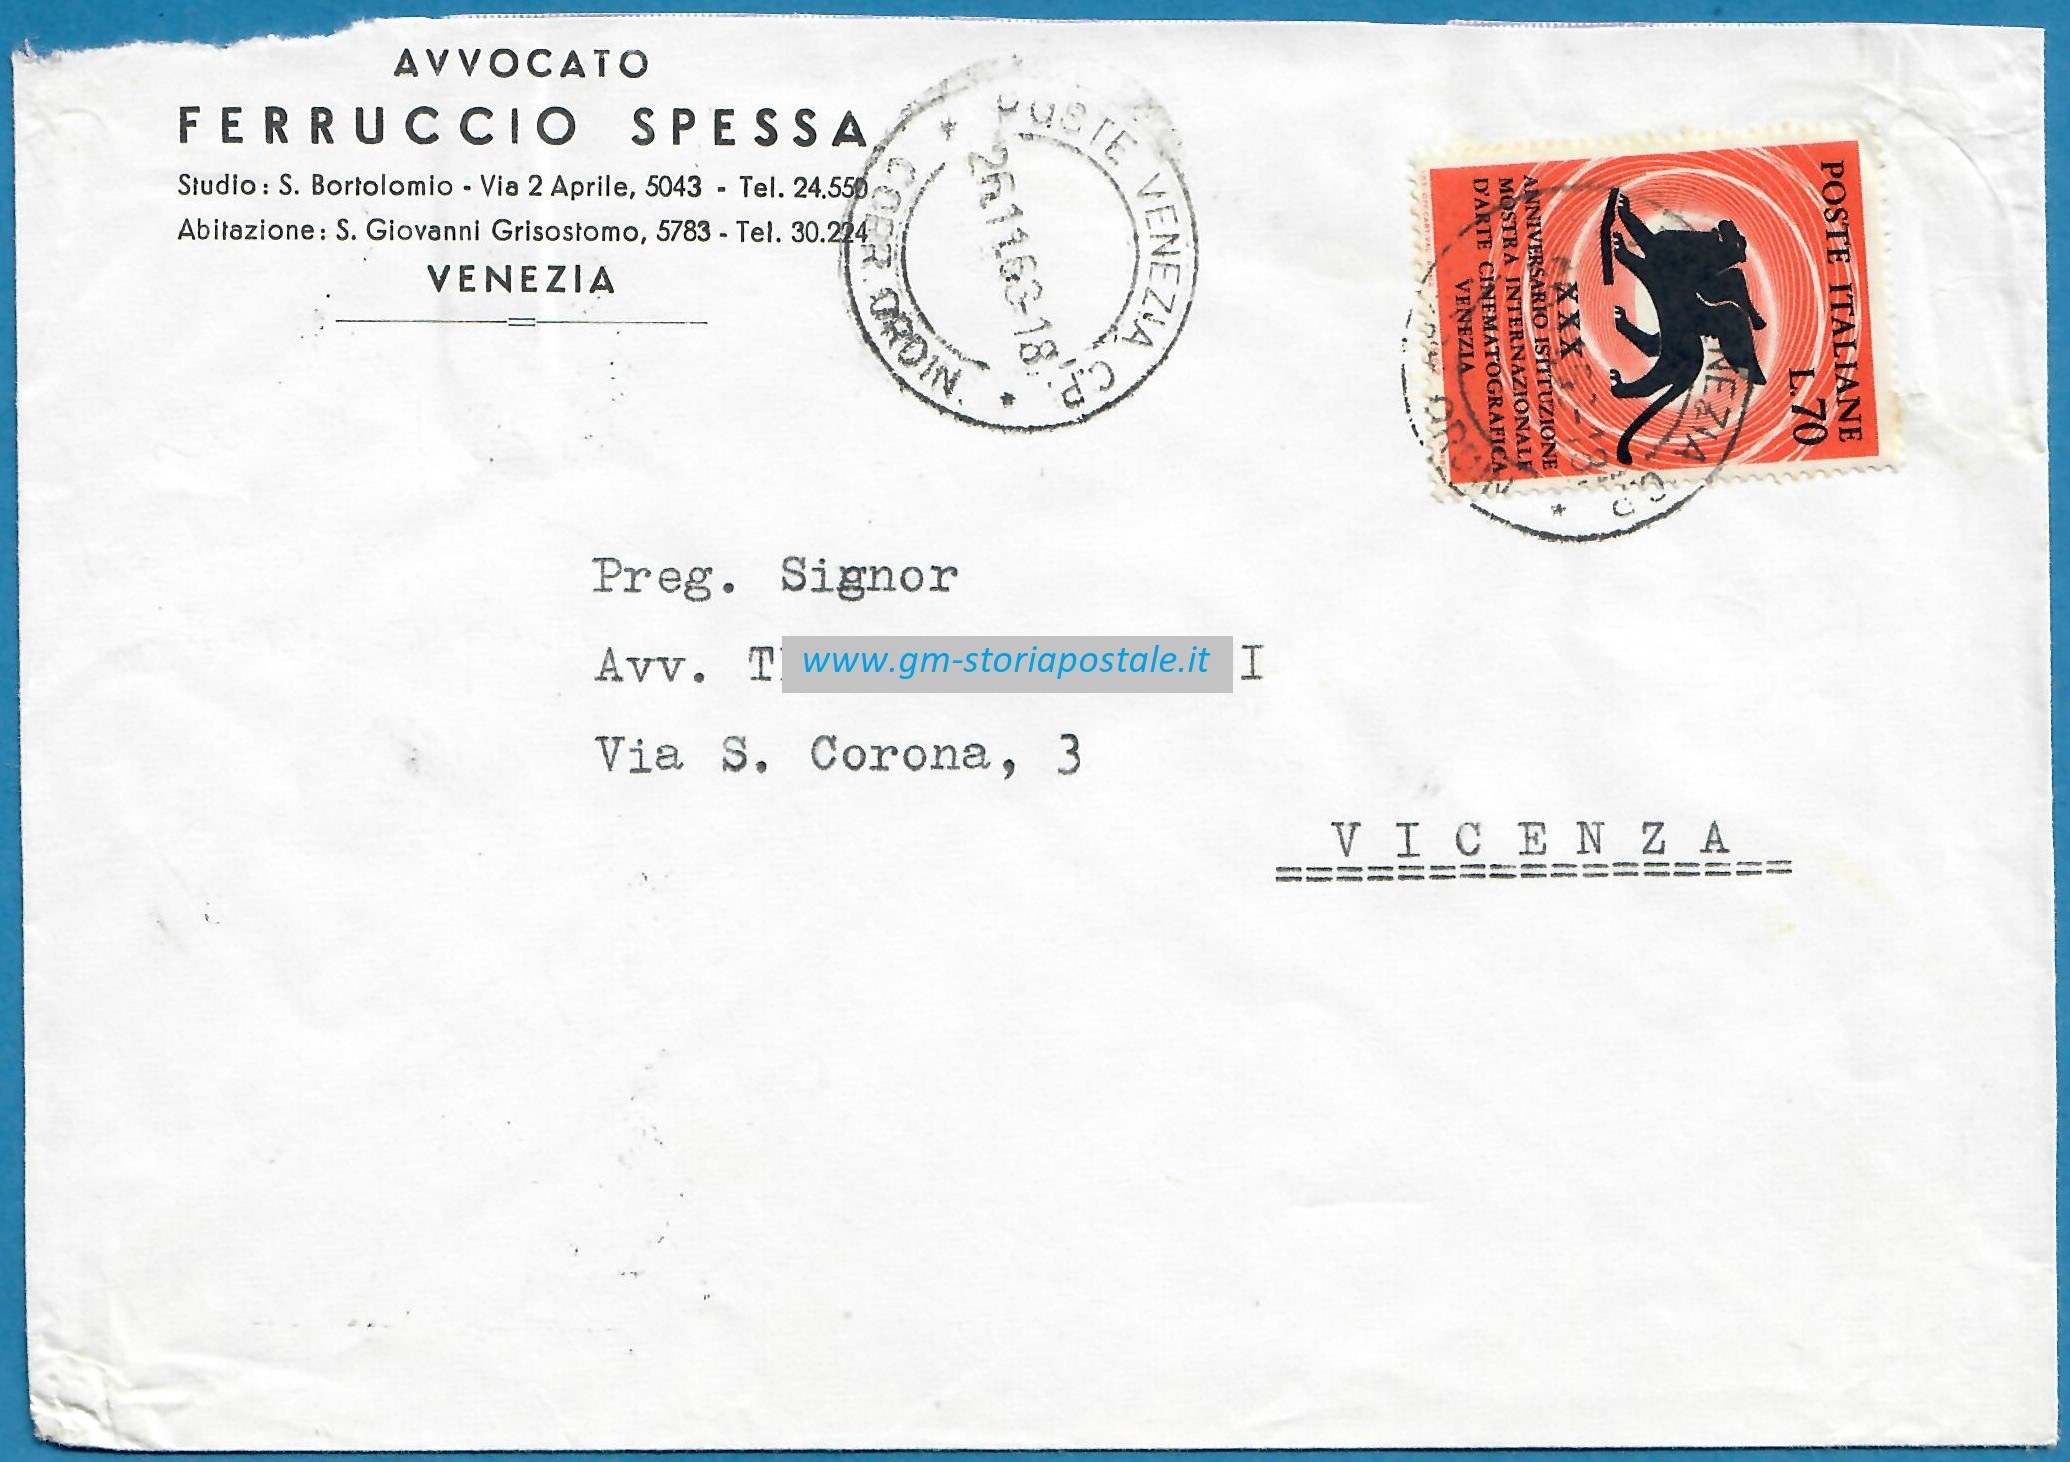 AVVOCATO
FERRUCCIO SPESSA
Studio: S. Bortolomio - Via 2 Aprile, 5043 - Tel. 24.550
Abitazione: S. Giovanni Grisostomo, 5783 - Tel. 30.224
VENEZIA
POSTE VENEZIA C.P.
CORR. ORDIN.
POSTE ITALIANE
L.70
XXX
ANNIVERSARIO ISTITUZIONE
MOSTRA INTERNAZIONALE
D'ARTE CINEMATOGRAFICA
VENEZIA
Preg. Signor
Avv. www.gm-storiapostale.it I
Via S. Corona, 3
VICENZA